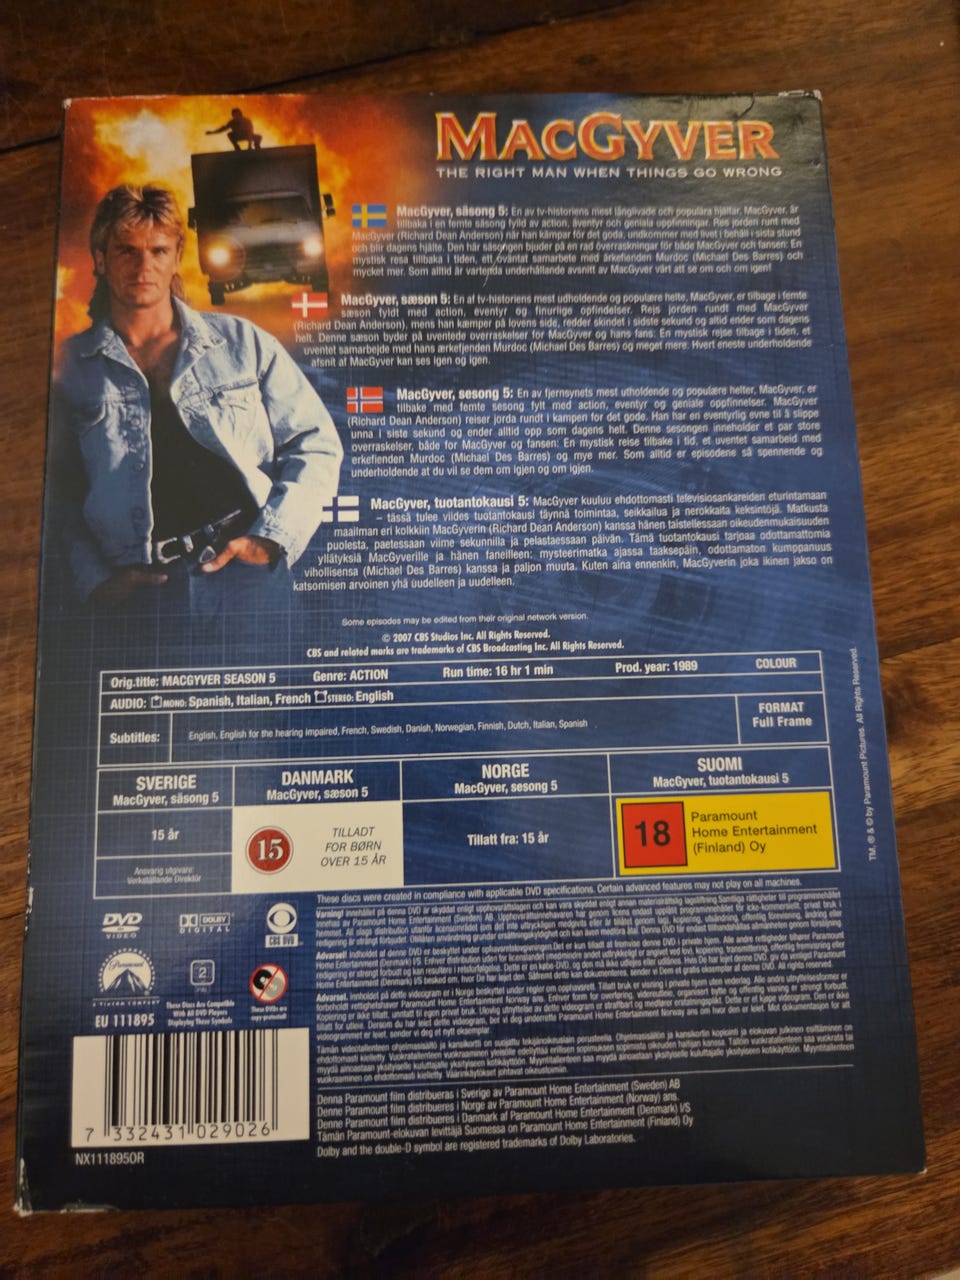 MACGYVER
THE RIGHT MAN WHEN THINGS GO WRONG
MacGyver, säsong 5: En av tv-historiens mest långlivade och populära hjältar, MacGyver, är
tillbaka i en femte säsong fylld av action, äventyr och geniala uppfinningar. Res jorden runt med
MacGyver (Richard Dean Anderson) när han kämpar för det goda, undkommer med livet i behåll i sista stund
och blir dagens hjälte. Den här säsongen bjuder på en rad överraskningar för både MacGyver och fansen: En
mystisk resa tillbaka i tiden, ett oväntat samarbete med ärkefienden Murdoc (Michael Des Barres) och
mycket mer. Som alltid är vartenda underhållande avsnitt av MacGyver värt att se om och om igen!
MacGyver, sæson 5: En af tv-historiens mest udholdende og populære helte, MacGyver, er tilbage i femte
sæson fyldt med action, eventyr og finurlige opfindelser. Rejs jorden rundt med MacGyver
(Richard Dean Anderson), mens han kæmper på lovens side, redder skindet i sidste sekund og altid ender som dagens
helt. Denne sæson byder på uventede overraskelser for MacGyver og hans fans: En mystisk rejse tilbage i tiden, et
uventet samarbejde med hans ærkefjenden Murdoc (Michael Des Barres) og meget mere. Hvert eneste underholdende
afsnit af MacGyver kan ses igen og igen.
MacGyver, sesong 5: En av fjernsynets mest utholdende og populære helter, MacGyver, er
tilbake med femte sesong fylt med action, eventyr og geniale oppfinnelser. MacGyver
(Richard Dean Anderson) reiser jorda rundt i kampen for det gode. Han har en eventyrlig evne til å slippe
unna i siste sekund og ender alltid opp som dagens helt. Denne sesongen inneholder et par store
overraskelser, både for MacGyver og fansen: En mystisk reise tilbake i tid, et uventet samarbeid med
erkefienden Murdoc (Michael Des Barres) og mye mer. Som alltid er episodene så spennende og
underholdende at du vil se dem om igjen og om igjen.
MacGyver, tuotantokausi 5: MacGyver kuuluu ehdottomasti televisiosankareiden eturintamaan
– tässä tulee viides tuotantokausi täynnä toimintaa, seikkailua ja nerokkaita keksintöjä. Matkusta
maailman eri kolkkiin MacGyverin (Richard Dean Anderson) kanssa hänen taistellessaan oikeudenmukaisuuden
puolesta, paetessaan viime sekunnilla ja pelastaessaan päivän. Tämä tuotantokausi tarjoaa odottamattomia
yllätyksiä MacGyverille ja hänen faneilleen: mysteerimatka ajassa taaksepäin, odottamaton kumppanuus
vihollisensa (Michael Des Barres) kanssa ja paljon muuta. Kuten aina ennenkin, MacGyverin joka ikinen jakso on
katsomisen arvoinen yhä uudelleen ja uudelleen.
Some episodes may be edited from their original network version.
© 2007 CBS Studios Inc. All Rights Reserved.
CBS and related marks are trademarks of CBS Broadcasting Inc. All Rights Reserved.
Orig.title: MACGYVER SEASON 5 Genre: ACTION Run time: 16 hr 1 min Prod. year: 1989 COLOUR
AUDIO: MONO: Spanish, Italian, French STEREO: English
Subtitles: English, English for the hearing impaired, French, Swedish, Danish, Norwegian, Finnish, Dutch, Italian, Spanish
FORMAT
Full Frame
SVERIGE
MacGyver, säsong 5
DANMARK
MacGyver, sæson 5
NORGE
MacGyver, sesong 5
SUOMI
MacGyver, tuotantokausi 5
15 år
Ansvarig utgivare:
Verkställande Direktör
15
TILLADT
FOR BØRN
OVER 15 ÅR
Tillatt fra: 15 år
18
Paramount
Home Entertainment
(Finland) Oy
TM, ® & © by Paramount Pictures. All Rights Reserved.
These discs were created in compliance with applicable DVD specifications. Certain advanced features may not play on all machines.
DVD
VIDEO
DOLBY
DIGITAL
CBS DVD
Paramount
A VIACOM COMPANY
2
These Discs Are Compatible
With All DVD Players
Displaying These Symbols
EU 111895
7 332431 029026
NX111895OR
Denna Paramount film distribueras i Sverige av Paramount Home Entertainment (Sweden) AB
Denne Paramount film distribueres i Norge av Paramount Home Entertainment (Norway) ans.
Denne Paramount film distribueres i Danmark af Paramount Home Entertainment (Denmark) I/S
Tämän Paramount-elokuvan levittäjä Suomessa on Paramount Home Entertainment (Finland) Oy
Dolby and the double-D symbol are registered trademarks of Dolby Laboratories.